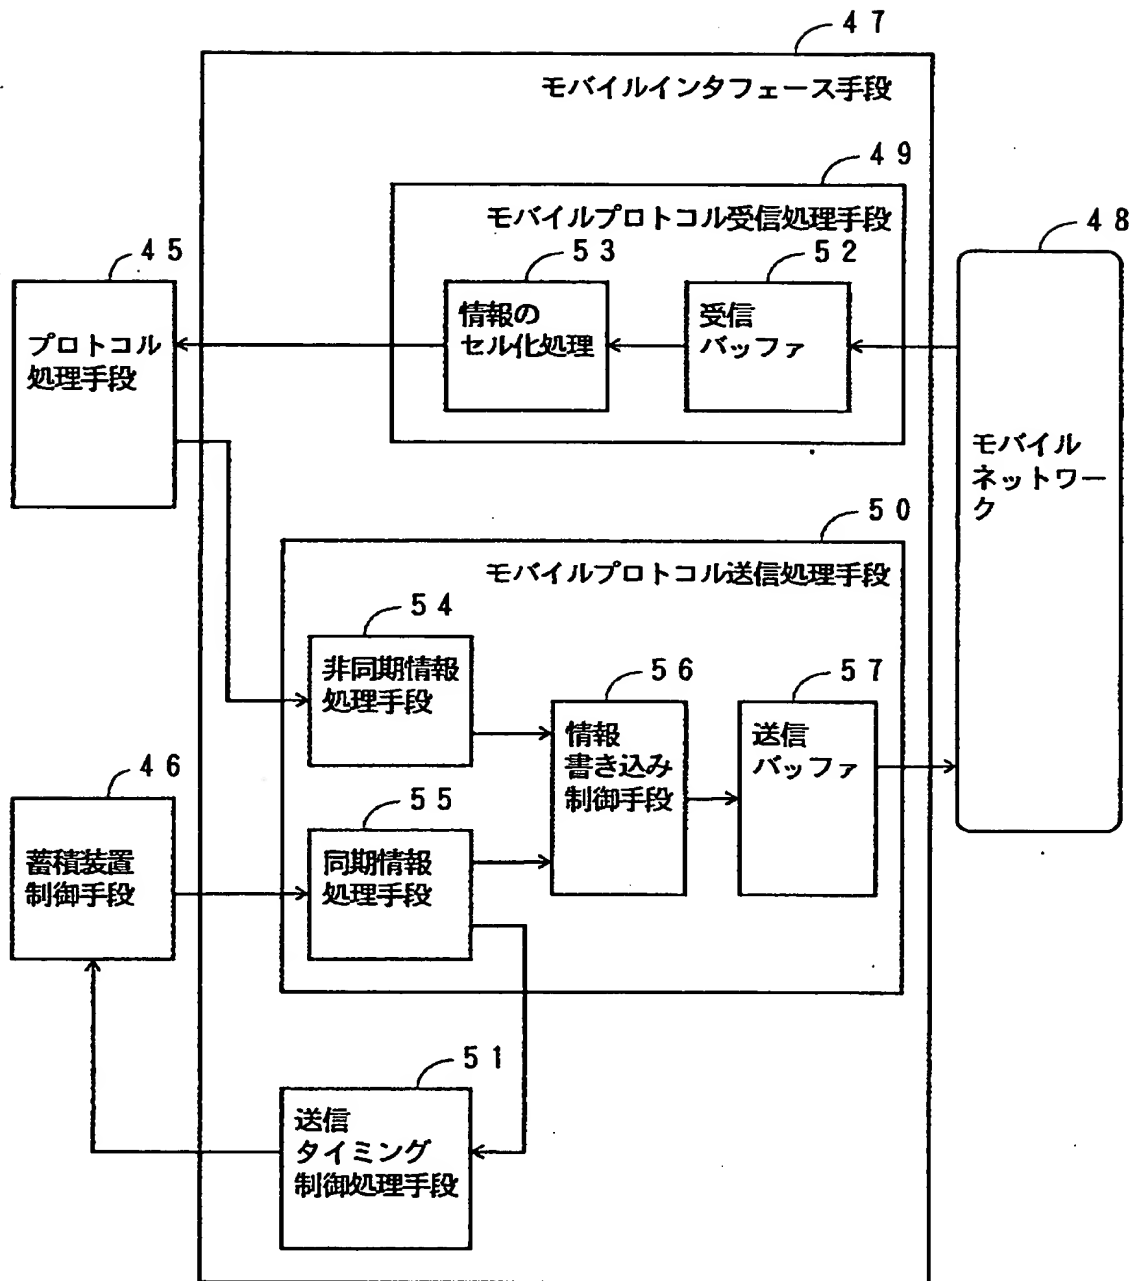 47
モバイルインタフェース手段
49
モバイルプロトコル受信処理手段
48
45
53
52
プロトコル
処理手段
情報の
セル化処理
受信
バッファ
モバイル
ネットワー
ク
50
モバイルプロトコル送信処理手段
54
非同期情報
処理手段
56
57
情報
書き込み
制御手段
送信
バッファ
46
55
蓄積装置
制御手段
同期情報
処理手段
51
送信
タイミング
制御処理手段